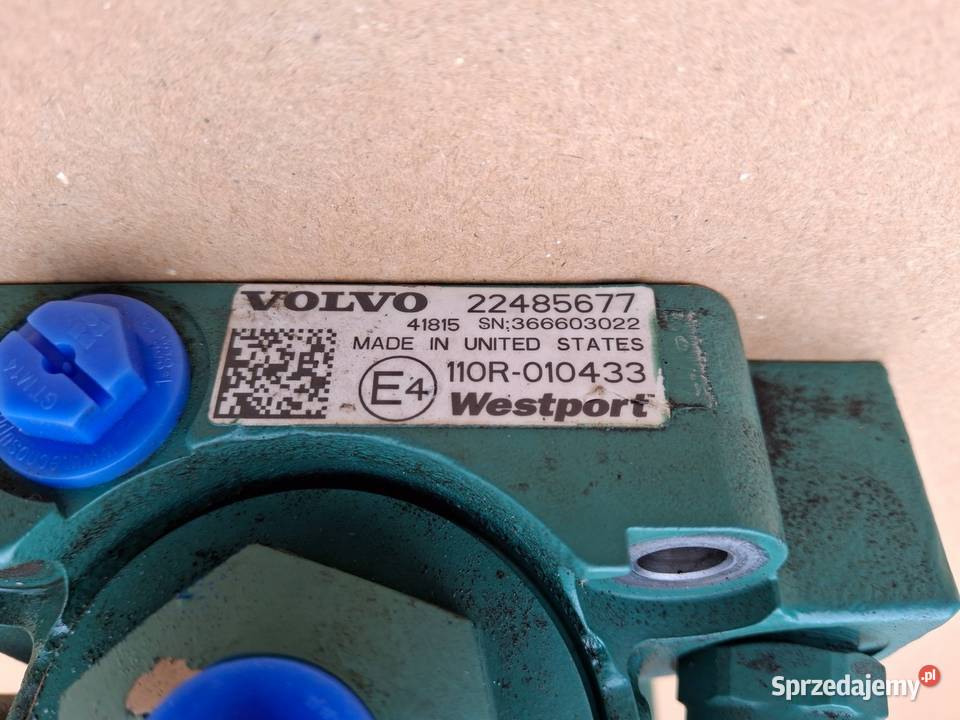 VOLVO 22485677
41815 SN:366603022
MADE IN UNITED STATES
E4 110R-010433
Westport
Sprzedajemy.pl